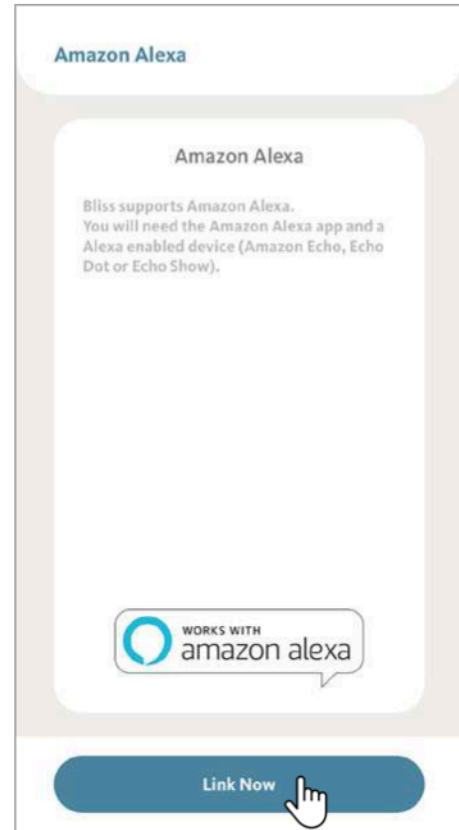 Amazon Alexa
Amazon Alexa
Bliss supports Amazon Alexa.
You will need the Amazon Alexa app and a
Alexa enabled device (Amazon Echo, Echo
Dot or Echo Show).
WORKS WITH
amazon alexa
Link Now